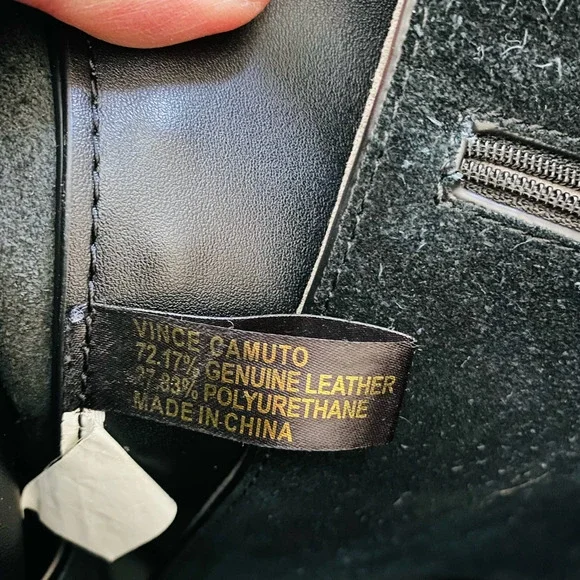 VINCE CAMUTO
72.17% GENUINE LEATHER
27.83% POLYURETHANE
MADE IN CHINA